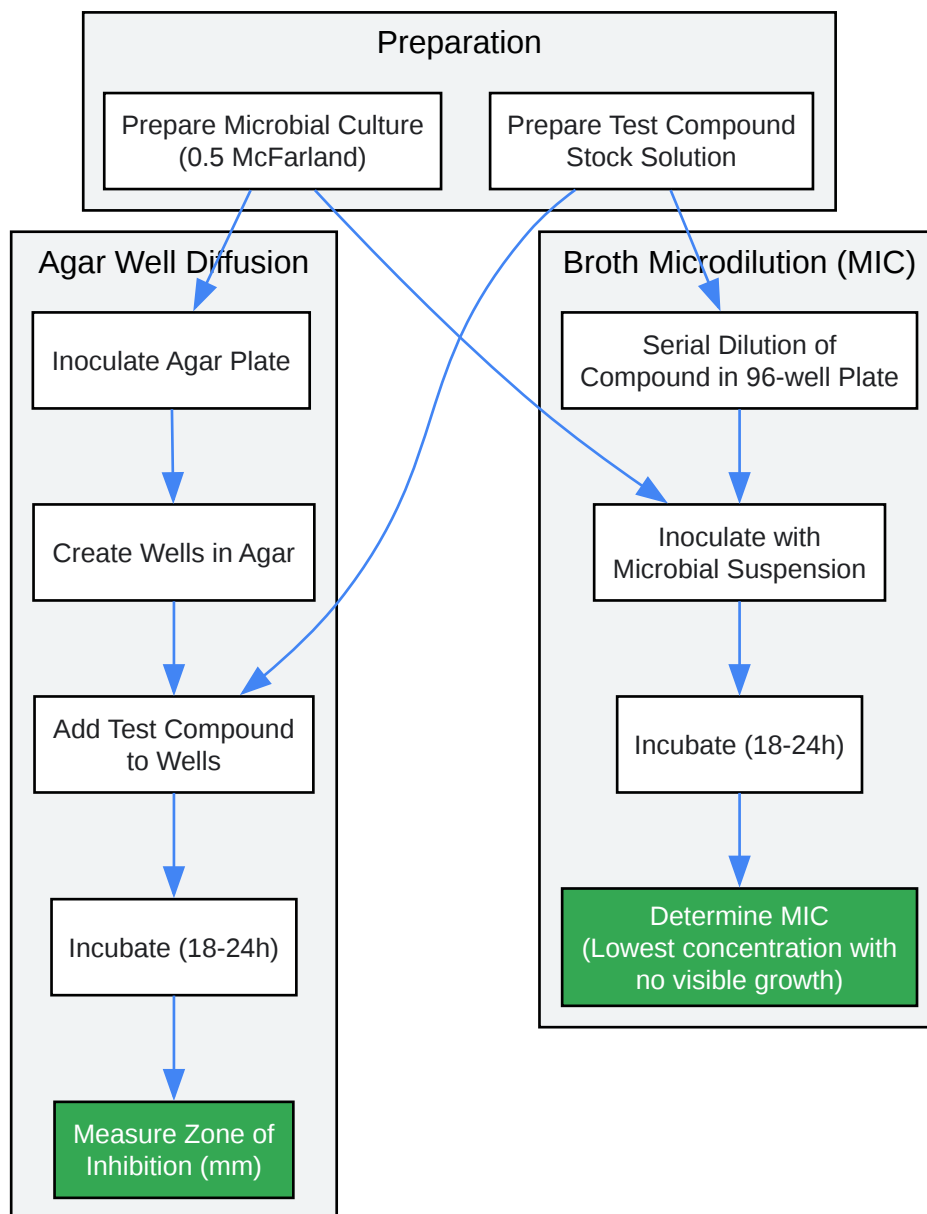 Preparation
Prepare Microbial Culture
(0.5 McFarland)
Prepare Test Compound
Stock Solution
Agar Well Diffusion
Inoculate Agar Plate
Create Wells in Agar
Add Test Compound
to Wells
Incubate (18-24h)
Measure Zone of
Inhibition (mm)
Broth Microdilution (MIC)
Serial Dilution of
Compound in 96-well Plate
Inoculate with
Microbial Suspension
Incubate (18-24h)
Determine MIC
(Lowest concentration with
no visible growth)